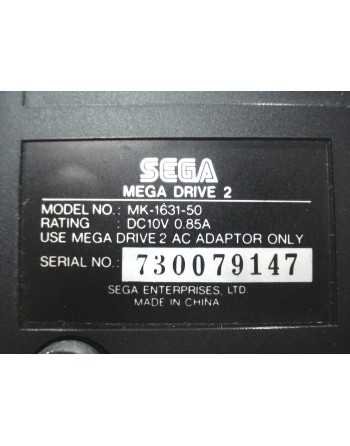 SEGA
MEGA DRIVE 2
MODEL NO.: MK-1631-50
RATING : DC10V 0.85A
USE MEGA DRIVE 2 AC ADAPTOR ONLY
SERIAL NO.: 730079147
SEGA ENTERPRISES, LTD.
MADE IN CHINA